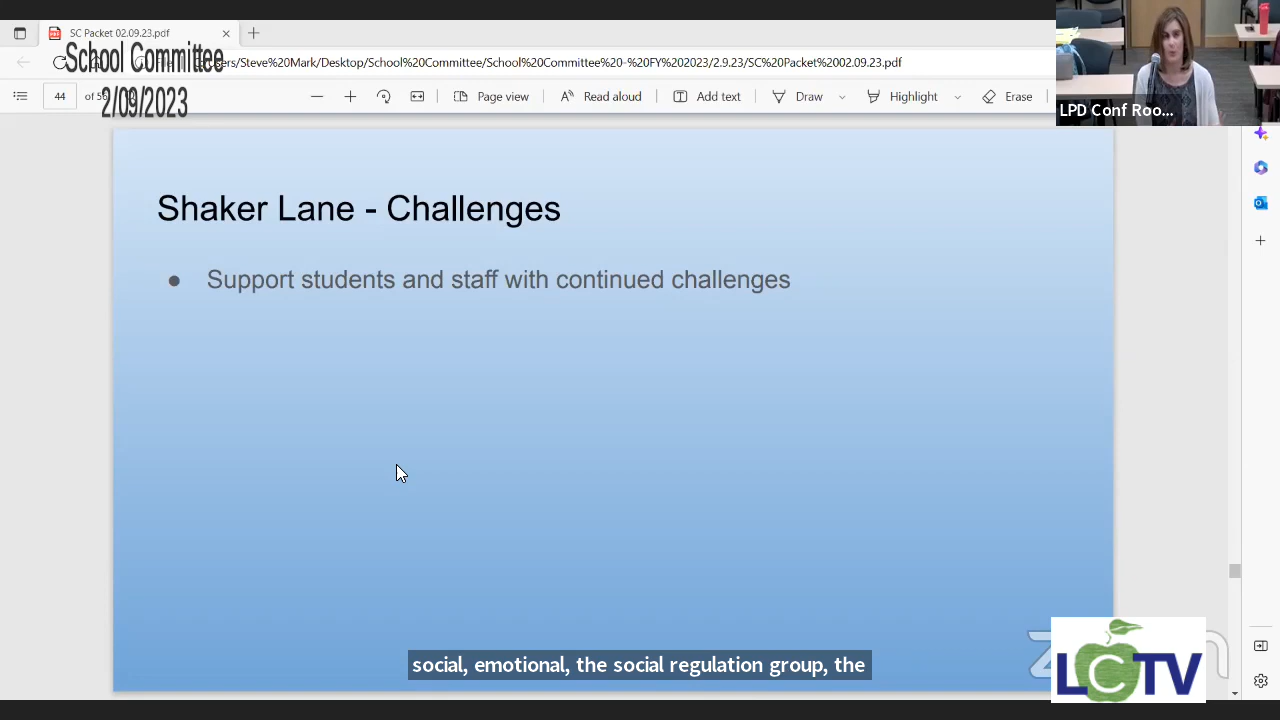 SC Packet 02.09.23.pdf
School Committee
2/09/2023
ers/Steve%20Mark/Desktop/School%20Committee/School%20Committee%20-%20FY%202023/2.9.23/SC%20Packet%2002.09.23.pdf
44
Page view
Read aloud
Add text
Draw
Highlight
Erase
LPD Conf Roo...
Shaker Lane - Challenges
● Support students and staff with continued challenges
social, emotional, the social regulation group, the
LCTV